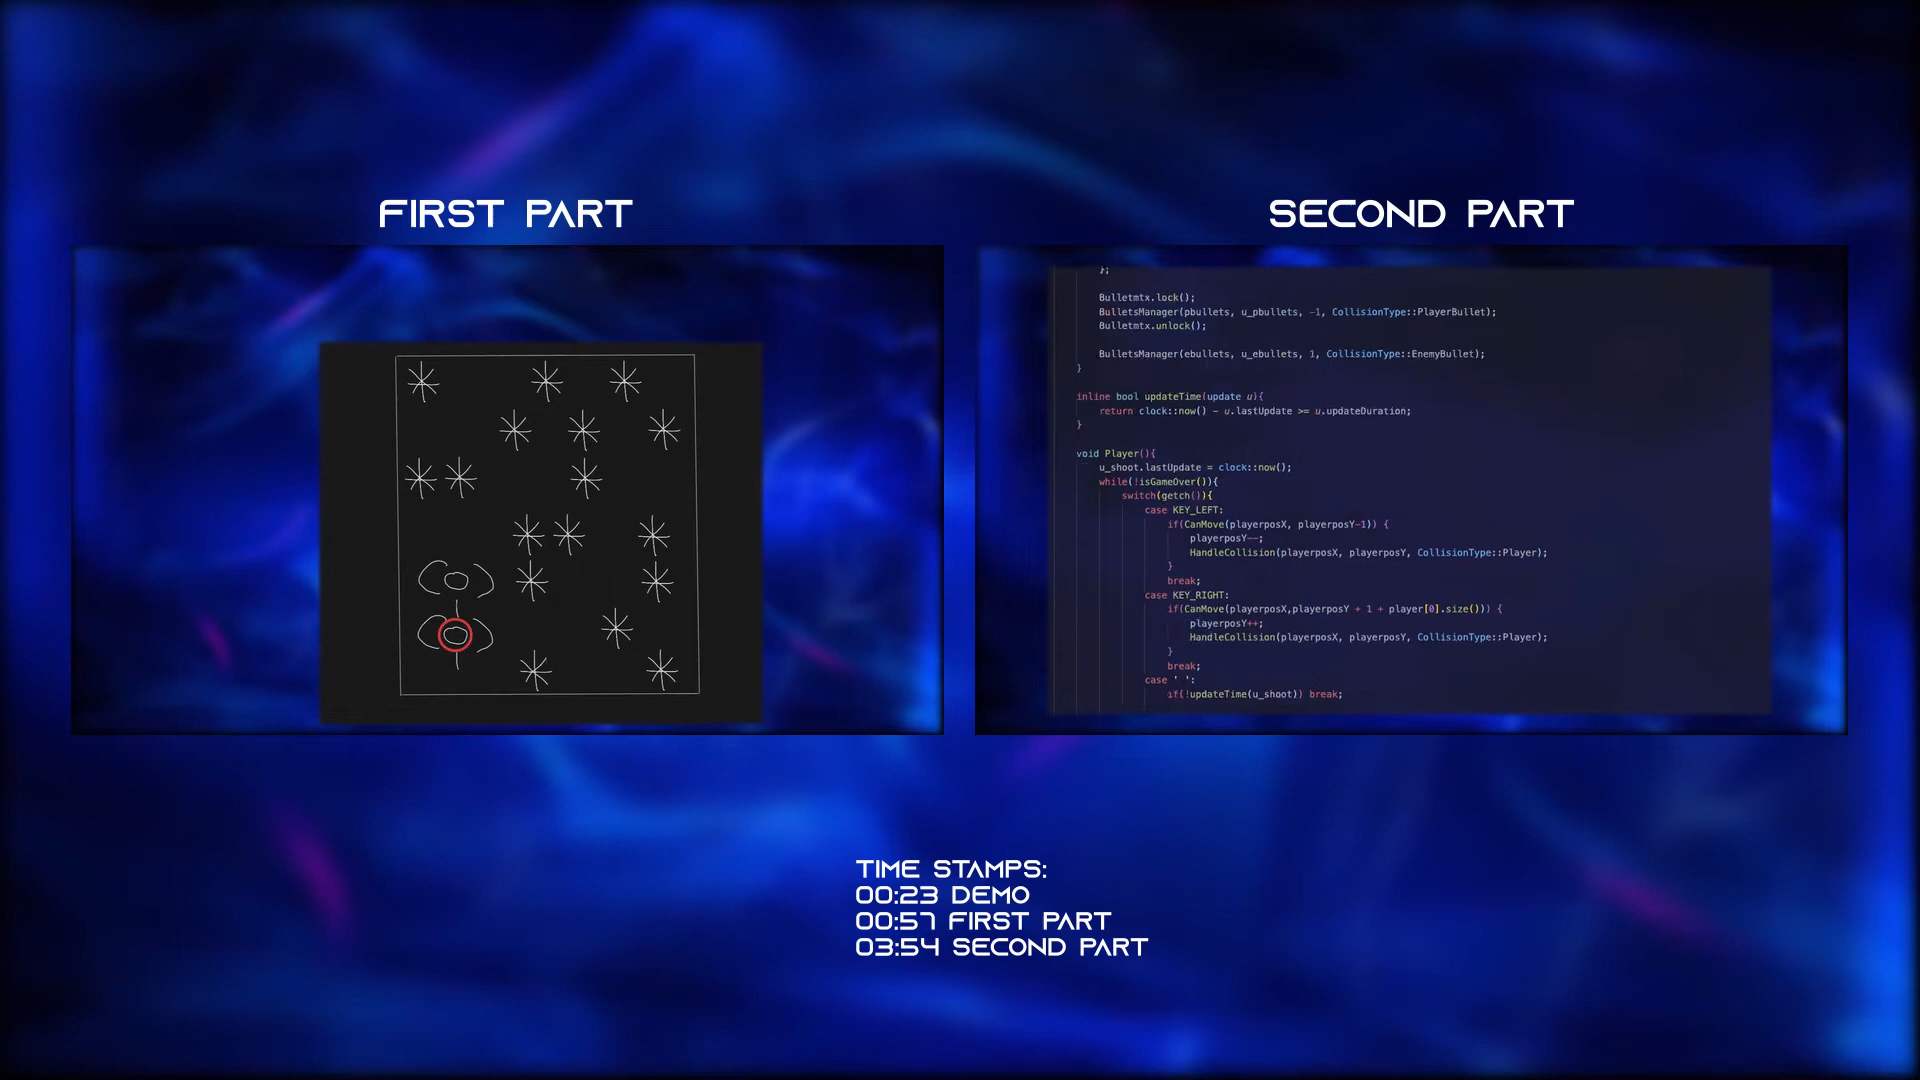 FIRST PART
SECOND PART
};
Bulletmtx.lock();
BulletsManager(pbullets, u_pbullets, -1, CollisionType::PlayerBullet);
Bulletmtx.unlock();
BulletsManager(ebullets, u_ebullets, 1, CollisionType::EnemyBullet);
}
inline bool updateTime(update u){
return clock::now() - u.lastUpdate >= u.updateDuration;
}
void Player(){
u_shoot.lastUpdate = clock::now();
while(!isGameOver()){
switch(getch()){
case KEY_LEFT:
if(CanMove(playerposX, playerposY-1)) {
playerposY--;
HandleCollision(playerposX, playerposY, CollisionType::Player);
}
break;
case KEY_RIGHT:
if(CanMove(playerposX,playerposY + 1 + player[0].size())) {
playerposY++;
HandleCollision(playerposX, playerposY, CollisionType::Player);
}
break;
case ' ':
if(!updateTime(u_shoot)) break;
TIME STAMPS:
00:23 DEMO
00:57 FIRST PART
03:54 SECOND PART